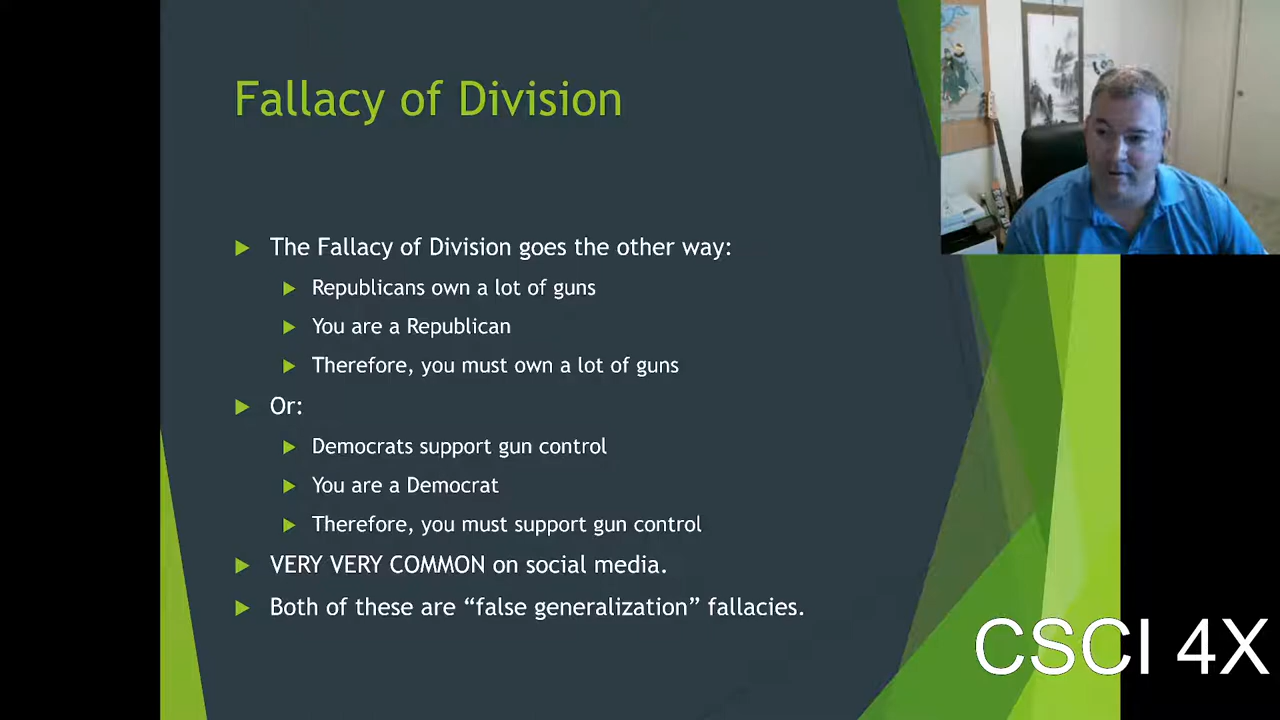 Fallacy of Division
The Fallacy of Division goes the other way:
Republicans own a lot of guns
You are a Republican
Therefore, you must own a lot of guns
Or:
Democrats support gun control
You are a Democrat
Therefore, you must support gun control
VERY VERY COMMON on social media.
Both of these are “false generalization” fallacies.
CSCI 4X